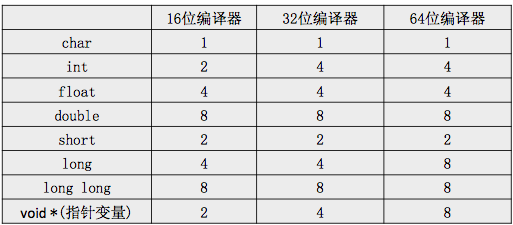 16位编译器 32位编译器 64位编译器
char 1 1 1
int 2 4 4
float 4 4 4
double 8 8 8
short 2 2 2
long 4 4 8
long long 8 8 8
void *(指针变量) 2 4 8